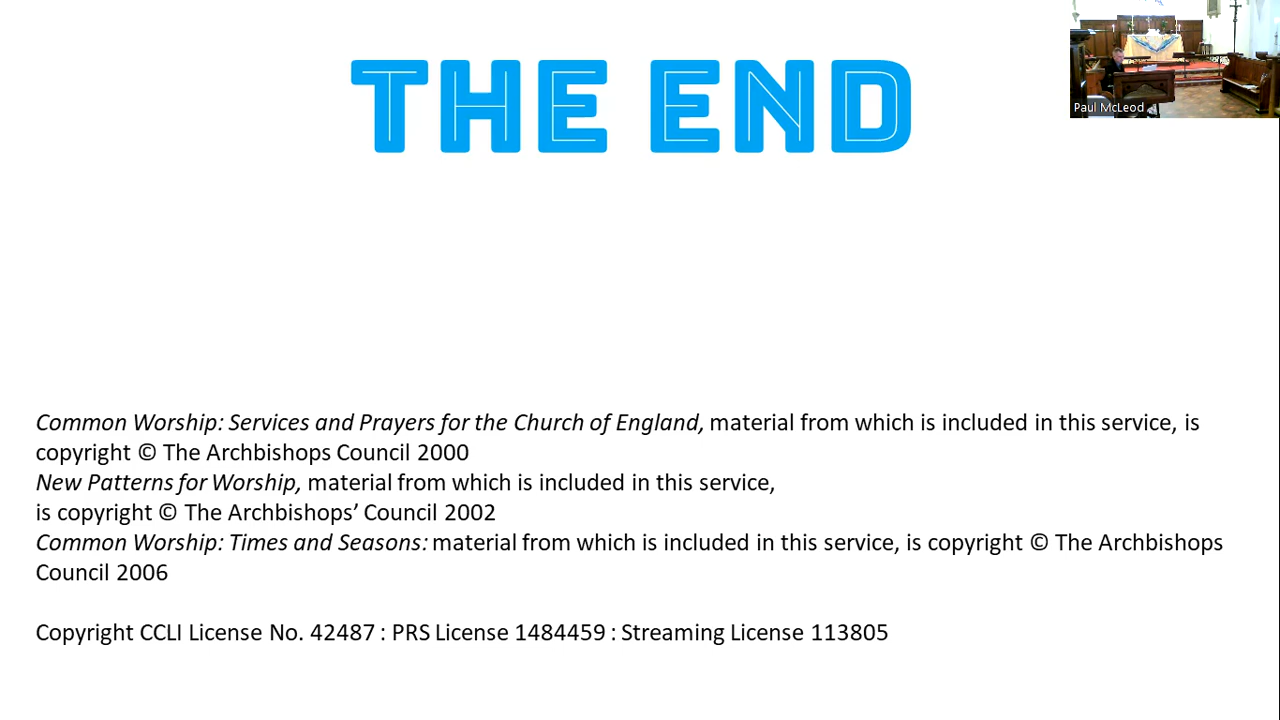 THE END
Paul McLeod
Common Worship: Services and Prayers for the Church of England, material from which is included in this service, is
copyright © The Archbishops Council 2000
New Patterns for Worship, material from which is included in this service,
is copyright © The Archbishops’ Council 2002
Common Worship: Times and Seasons: material from which is included in this service, is copyright © The Archbishops
Council 2006
Copyright CCLI License No. 42487 : PRS License 1484459 : Streaming License 113805